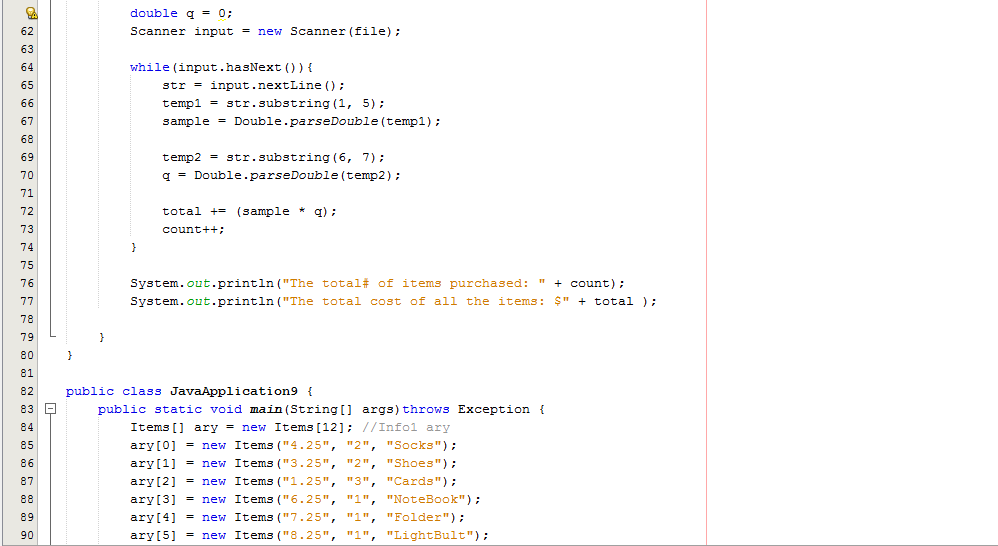 double q = 0;
62 Scanner input = new Scanner(file);
63
64 while(input.hasNext()){
65 str = input.nextLine();
66 temp1 = str.substring(1, 5);
67 sample = Double.parseDouble(temp1);
68
69 temp2 = str.substring(6, 7);
70 q = Double.parseDouble(temp2);
71
72 total += (sample * q);
73 count++;
74 }
75
76 System.out.println("The total# of items purchased: " + count);
77 System.out.println("The total cost of all the items: $" + total );
78
79 }
80 }
81
82 public class JavaApplication9 {
83 public static void main(String[] args)throws Exception {
84 Items[] ary = new Items[12]; //Info1 ary
85 ary[0] = new Items("4.25", "2", "Socks");
86 ary[1] = new Items("3.25", "2", "Shoes");
87 ary[2] = new Items("1.25", "3", "Cards");
88 ary[3] = new Items("6.25", "1", "NoteBook");
89 ary[4] = new Items("7.25", "1", "Folder");
90 ary[5] = new Items("8.25", "1", "LightBult");